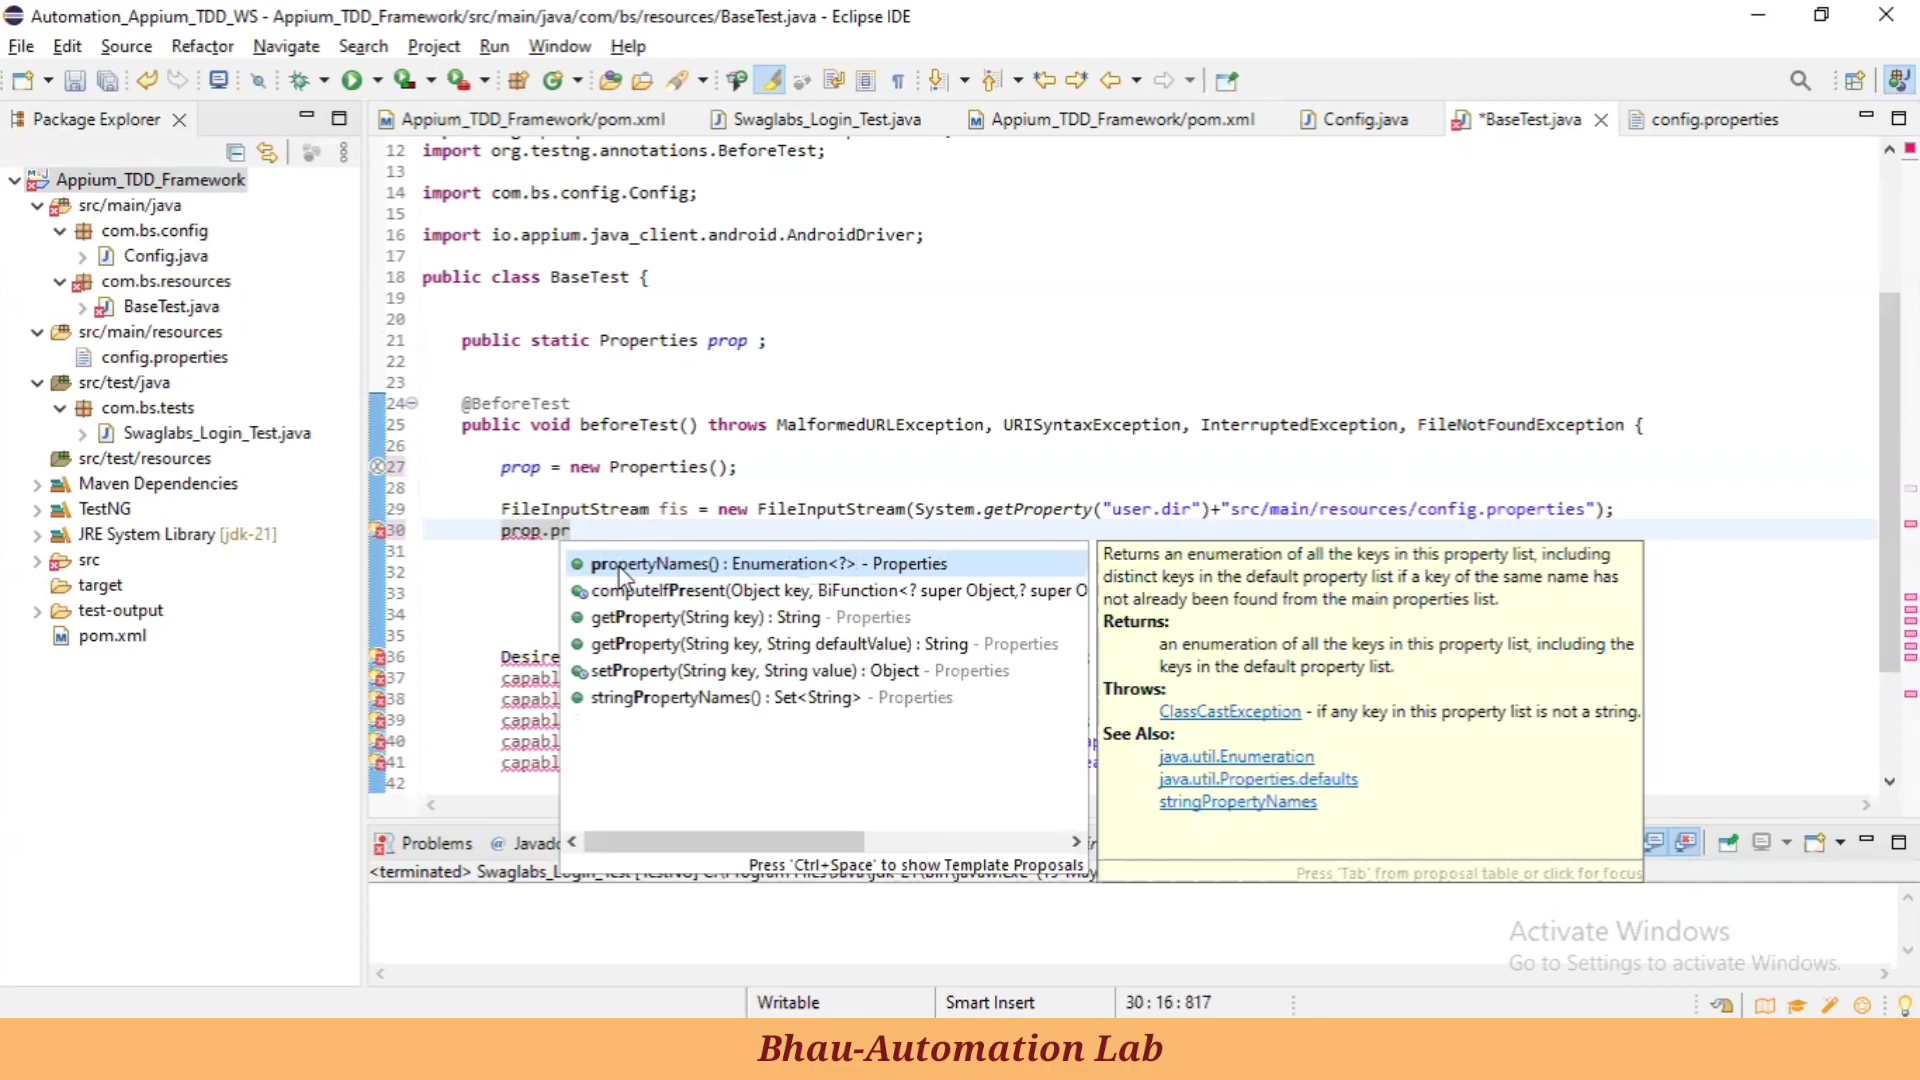 Automation_Appium_TDD_WS - Appium_TDD_Framework/src/main/java/com/bs/resources/BaseTest.java - Eclipse IDE
File Edit Source Refactor Navigate Search Project Run Window Help
Package Explorer
Appium_TDD_Framework/pom.xml Swaglabs_Login_Test.java Appium_TDD_Framework/pom.xml Config.java *BaseTest.java config.properties
Appium_TDD_Framework
src/main/java
com.bs.config
Config.java
com.bs.resources
BaseTest.java
src/main/resources
config.properties
src/test/java
com.bs.tests
Swaglabs_Login_Test.java
src/test/resources
Maven Dependencies
TestNG
JRE System Library [jdk-21]
src
target
test-output
pom.xml
12 import org.testng.annotations.BeforeTest;
13
14 import com.bs.config.Config;
15
16 import io.appium.java_client.android.AndroidDriver;
17
18 public class BaseTest {
19
20
21 public static Properties prop ;
22
23
24 @BeforeTest
25 public void beforeTest() throws MalformedURLException, URISyntaxException, InterruptedException, FileNotFoundException {
26
27 prop = new Properties();
28
29 FileInputStream fis = new FileInputStream(System.getProperty("user.dir")+"src/main/resources/config.properties");
30 prop.pr
31
32
33
34
35
36 Desire
37 capabl
38 capabl
39 capabl
40 capabl
41 capabl
42
propertyNames() : Enumeration<?> - Properties
computeIfPresent(Object key, BiFunction<? super Object,? super O
getProperty(String key) : String - Properties
getProperty(String key, String defaultValue) : String - Properties
setProperty(String key, String value) : Object - Properties
stringPropertyNames() : Set<String> - Properties
Press 'Ctrl+Space' to show Template Proposals
Returns an enumeration of all the keys in this property list, including
distinct keys in the default property list if a key of the same name has
not already been found from the main properties list.
Returns:
an enumeration of all the keys in this property list, including the
keys in the default property list.
Throws:
ClassCastException - if any key in this property list is not a string.
See Also:
java.util.Enumeration
java.util.Properties.defaults
stringPropertyNames
Press 'Tab' from proposal table or click for focus
Problems @ Javado
<terminated> Swaglabs_Login_Test [TestNG]
Activate Windows
Go to Settings to activate Windows.
Writable Smart Insert 30 : 16 : 817
Bhau-Automation Lab